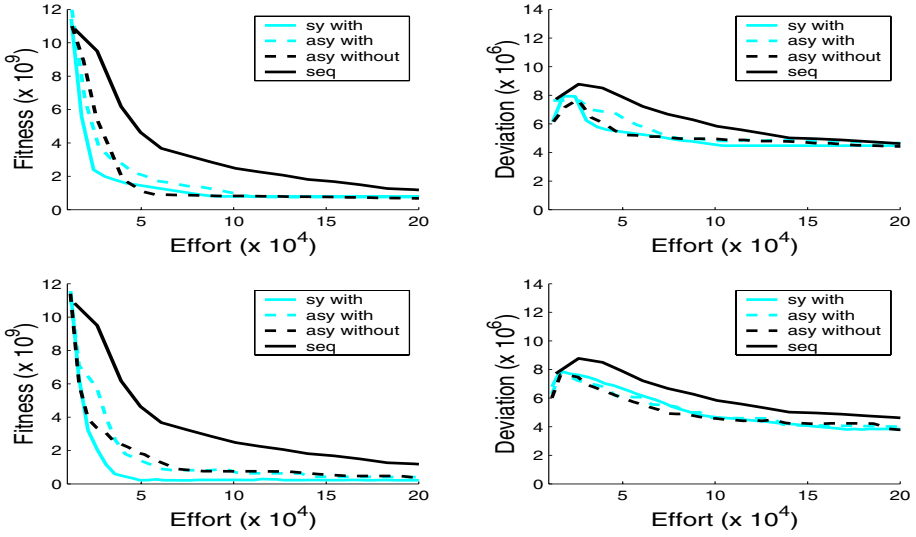 12
10
8
6
4
2
0
Fitness (x 10^9)
5
10
15
20
Effort (x 10^4)
sy with
asy with
asy without
seq
14
12
10
8
6
4
2
0
Deviation (x 10^6)
5
10
15
20
Effort (x 10^4)
sy with
asy with
asy without
seq
12
10
8
6
4
2
0
Fitness (x 10^9)
5
10
15
20
Effort (x 10^4)
sy with
asy with
asy without
seq
14
12
10
8
6
4
2
0
Deviation (x 10^6)
5
10
15
20
Effort (x 10^4)
sy with
asy with
asy without
seq